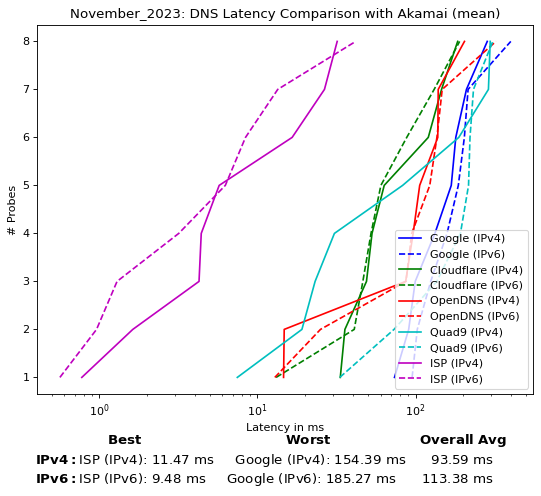 November_2023: DNS Latency Comparison with Akamai (mean)
8
7
6
5
4
3
2
1
# Probes
10^0
10^1
10^2
Latency in ms
Google (IPv4)
Google (IPv6)
Cloudflare (IPv4)
Cloudflare (IPv6)
OpenDNS (IPv4)
OpenDNS (IPv6)
Quad9 (IPv4)
Quad9 (IPv6)
ISP (IPv4)
ISP (IPv6)
Best Worst Overall Avg
IPv4: ISP (IPv4): 11.47 ms Google (IPv4): 154.39 ms 93.59 ms
IPv6: ISP (IPv6): 9.48 ms Google (IPv6): 185.27 ms 113.38 ms